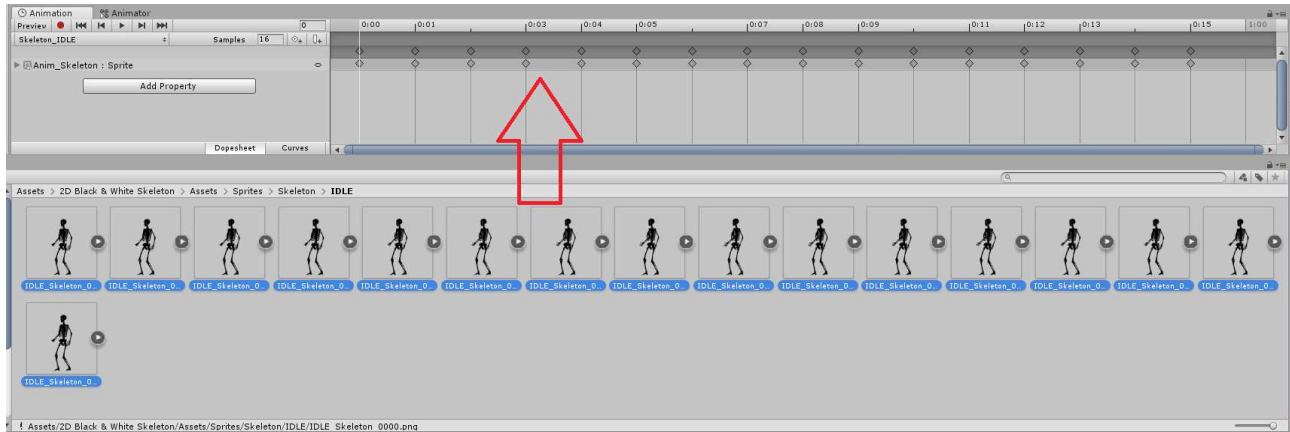 Animation Animator
Preview 0 0:00 0:01 0:03 0:04 0:05 0:07 0:08 0:09 0:11 0:12 0:13 0:15 1:00
Skeleton_IDLE Samples 16
Anim_Skeleton : Sprite
Add Property
Dopesheet Curves
Assets > 2D Black & White Skeleton > Assets > Sprites > Skeleton > IDLE
IDLE_Skeleton_0... IDLE_Skeleton_0... IDLE_Skeleton_0... IDLE_Skeleton_0... IDLE_Skeleton_0... IDLE_Skeleton_0... IDLE_Skeleton_0... IDLE_Skeleton_0... IDLE_Skeleton_0... IDLE_Skeleton_0... IDLE_Skeleton_0... IDLE_Skeleton_0... IDLE_Skeleton_0... IDLE_Skeleton_0... IDLE_Skeleton_0...
IDLE_Skeleton_0...
Assets/2D Black & White Skeleton/Assets/Sprites/Skeleton/IDLE/IDLE_Skeleton_0000.png